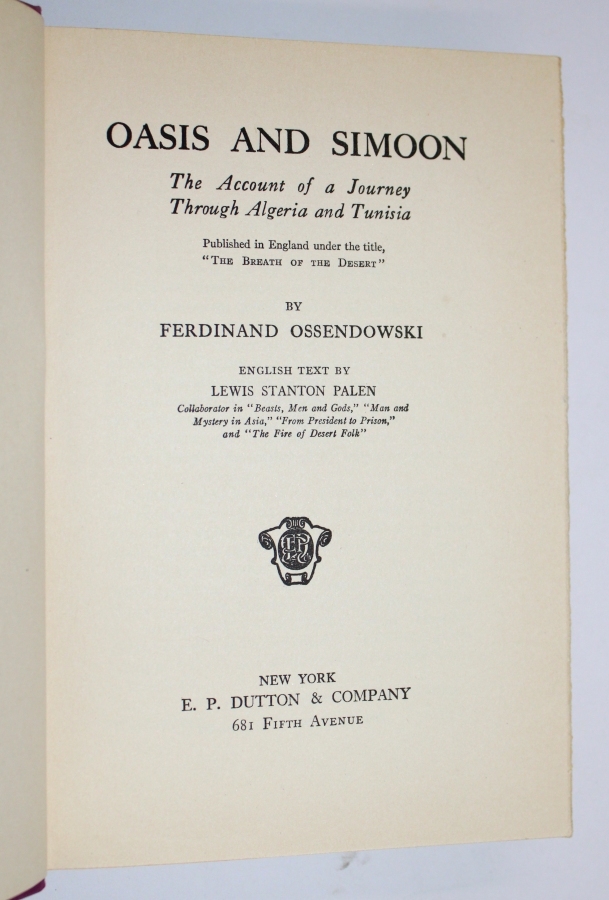 OASIS AND SIMOON
The Account of a Journey
Through Algeria and Tunisia
Published in England under the title,
"THE BREATH OF THE DESERT"
BY
FERDINAND OSSENDOWSKI
ENGLISH TEXT BY
LEWIS STANTON PALEN
Collaborator in "Beasts, Men and Gods," "Man and
Mystery in Asia," "From President to Prison,"
and "The Fire of Desert Folk"
NEW YORK
E. P. DUTTON & COMPANY
681 FIFTH AVENUE